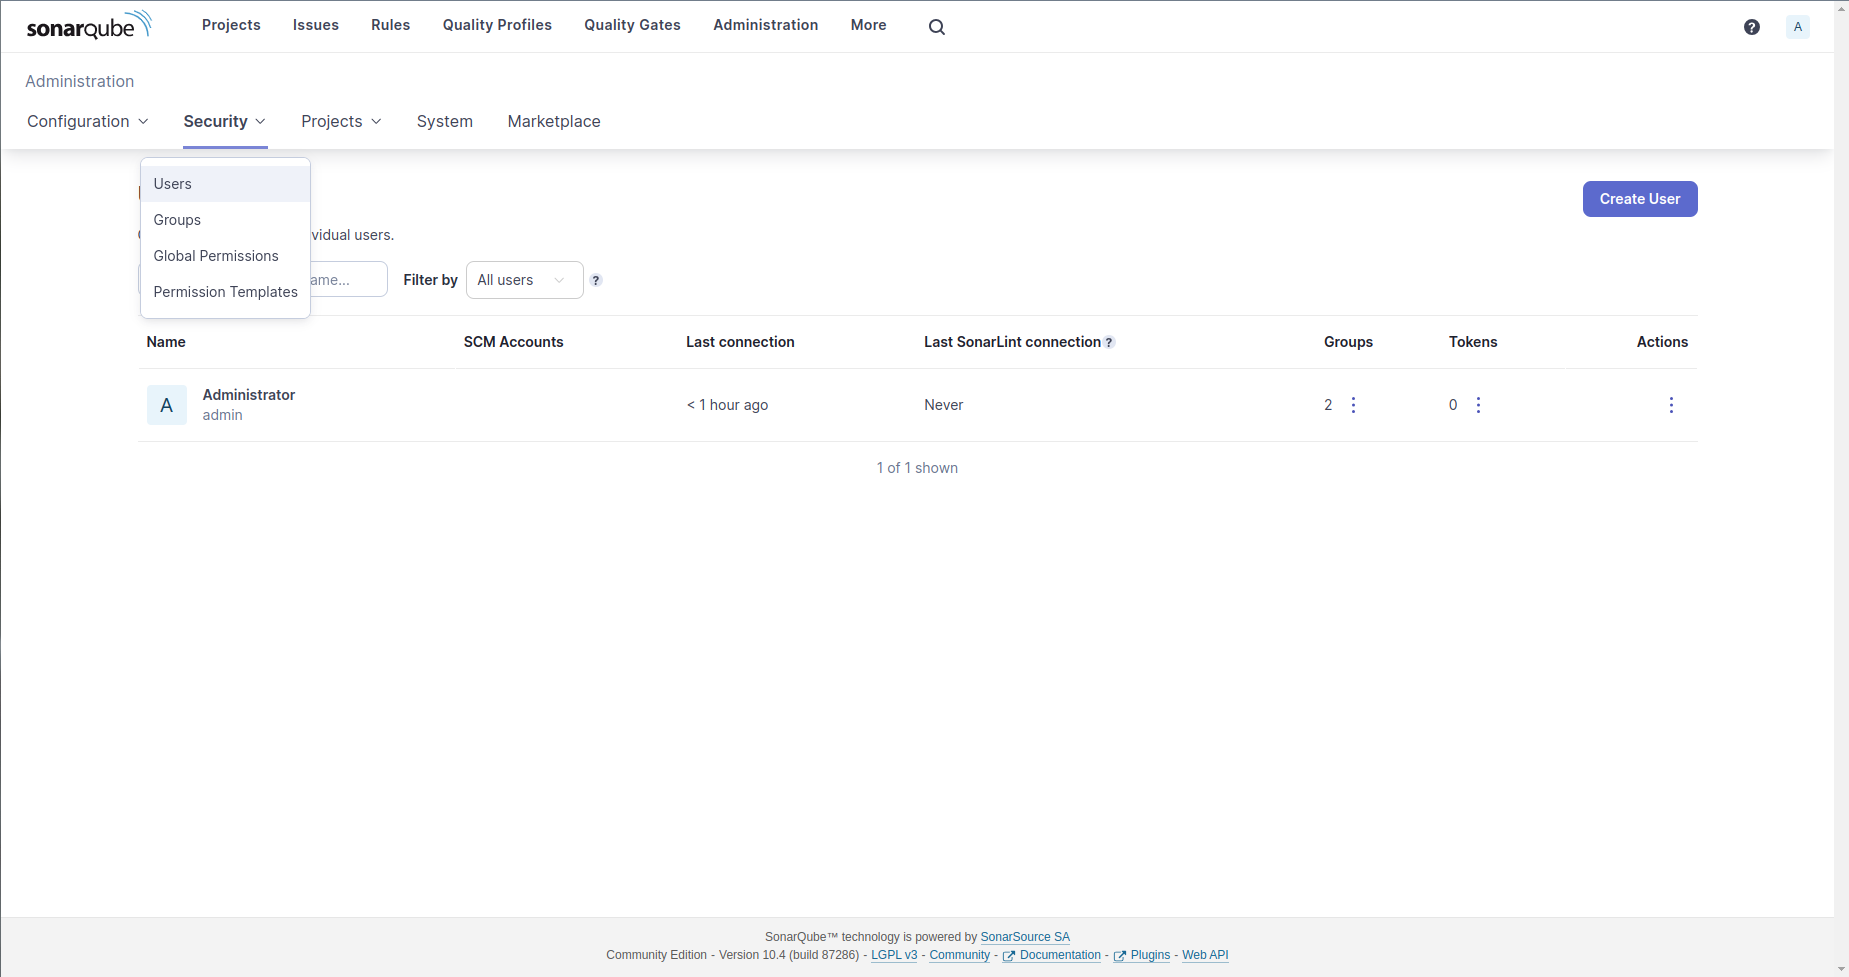 sonarqube Projects Issues Rules Quality Profiles Quality Gates Administration More ? A
Administration
Configuration Security Projects System Marketplace
Users
Create User
Groups
vidual users.
Global Permissions
ame... Filter by All users ?
Permission Templates
Name SCM Accounts Last connection Last SonarLint connection ? Groups Tokens Actions
A Administrator
admin
< 1 hour ago Never 2 0
1 of 1 shown
SonarQube™ technology is powered by SonarSource SA
Community Edition - Version 10.4 (build 87286) - LGPL v3 - Community - Documentation - Plugins - Web API